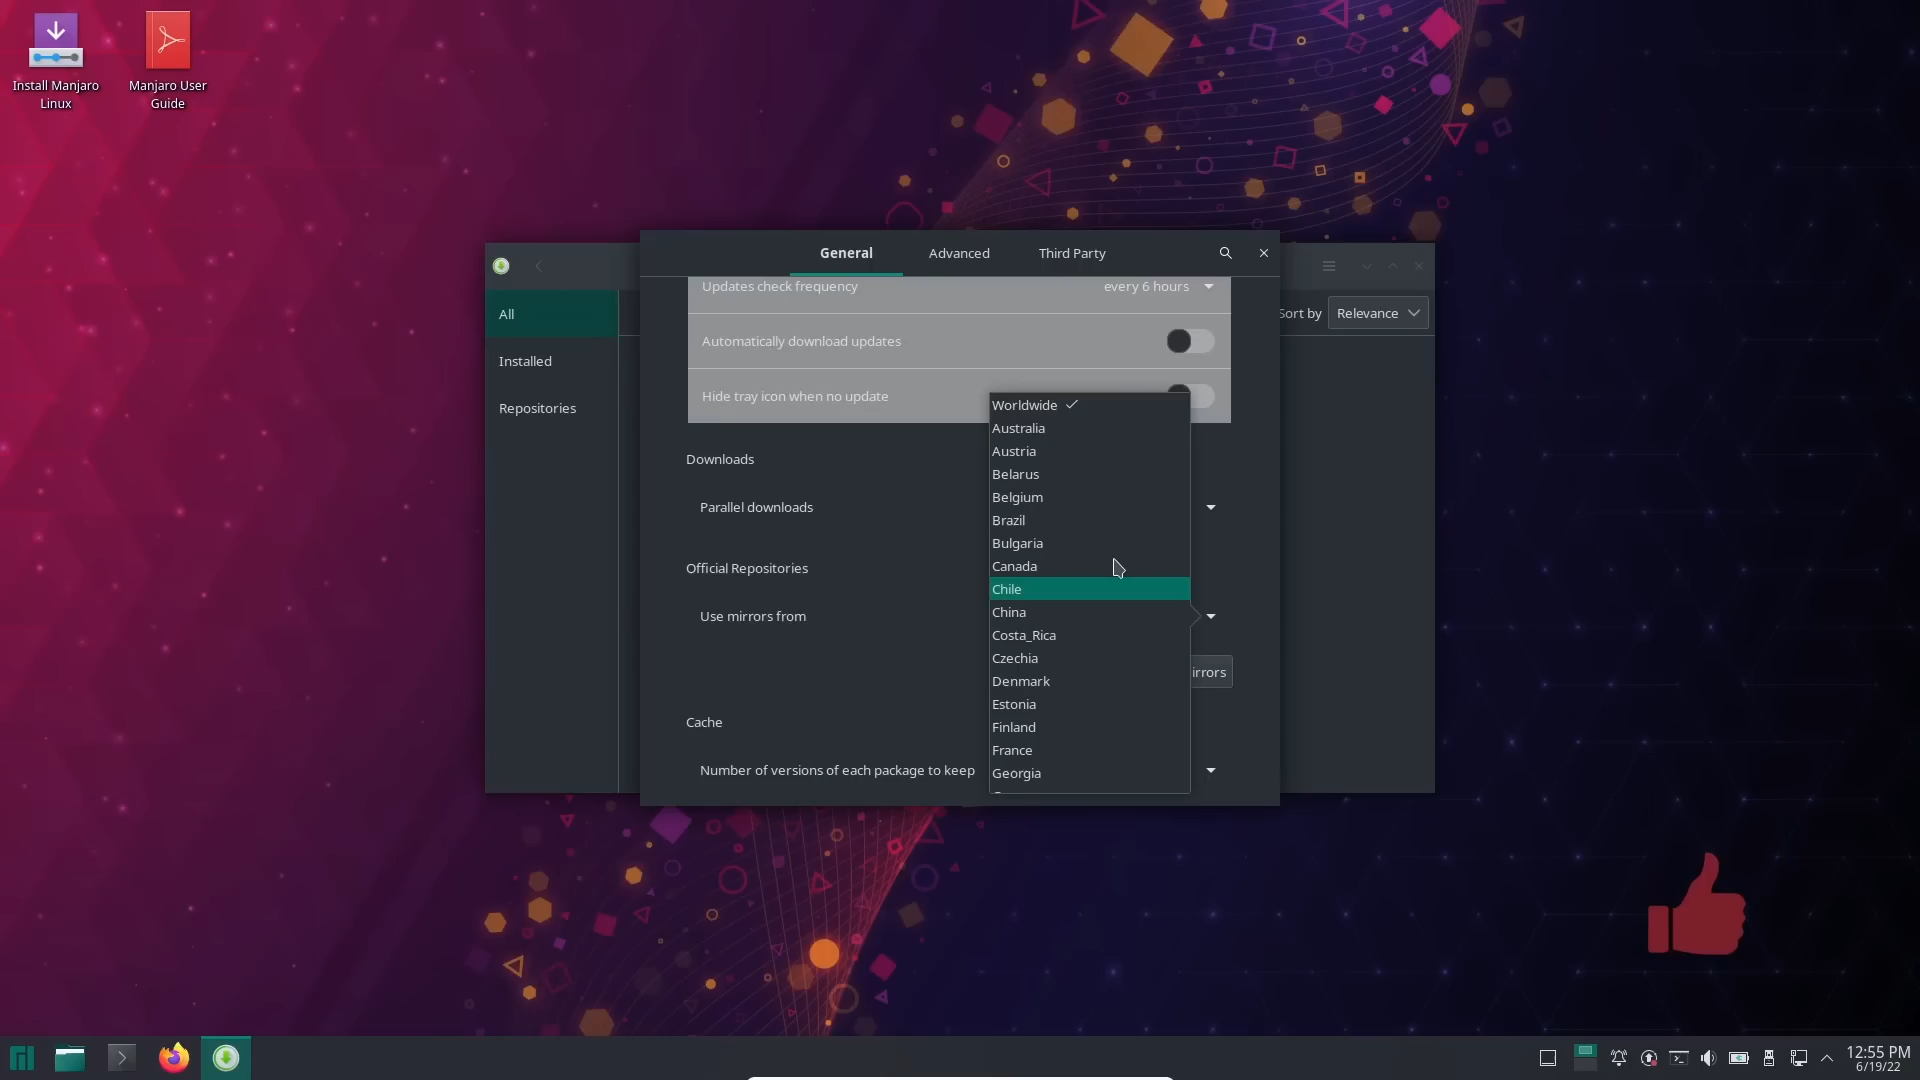 Install Manjaro
Linux
Manjaro User
Guide
General
Advanced
Third Party
All
Installed
Repositories
Sort by
Relevance
Updates check frequency
every 6 hours
Automatically download updates
Hide tray icon when no update
Downloads
Parallel downloads
Official Repositories
Use mirrors from
irrors
Cache
Number of versions of each package to keep
Worldwide
Australia
Austria
Belarus
Belgium
Brazil
Bulgaria
Canada
Chile
China
Costa_Rica
Czechia
Denmark
Estonia
Finland
France
Georgia
12:55 PM
6/19/22